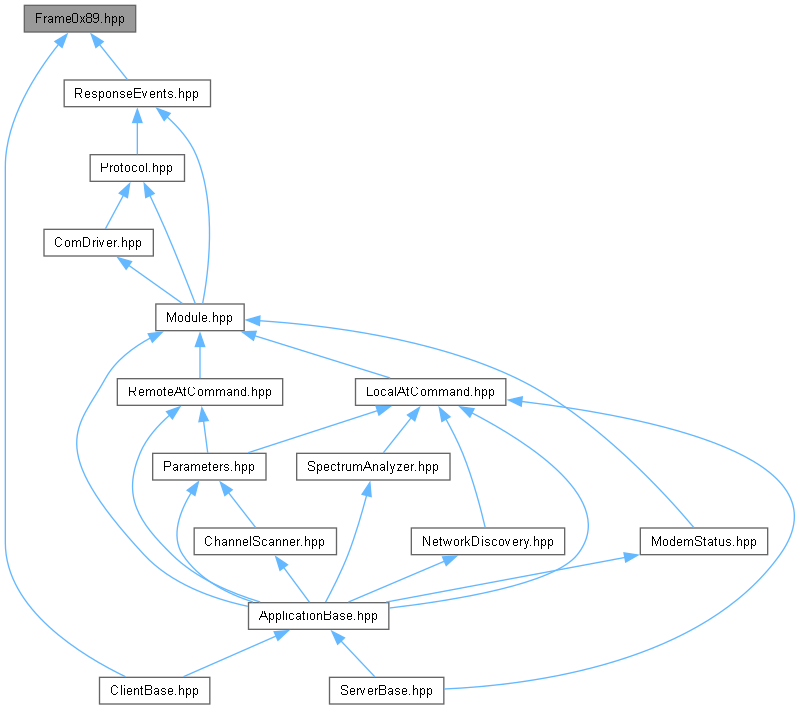 Frame0x89.hpp
ResponseEvents.hpp
Protocol.hpp
ComDriver.hpp
Module.hpp
RemoteAtCommand.hpp
LocalAtCommand.hpp
Parameters.hpp
SpectrumAnalyzer.hpp
ChannelScanner.hpp
NetworkDiscovery.hpp
ModemStatus.hpp
ApplicationBase.hpp
ClientBase.hpp
ServerBase.hpp